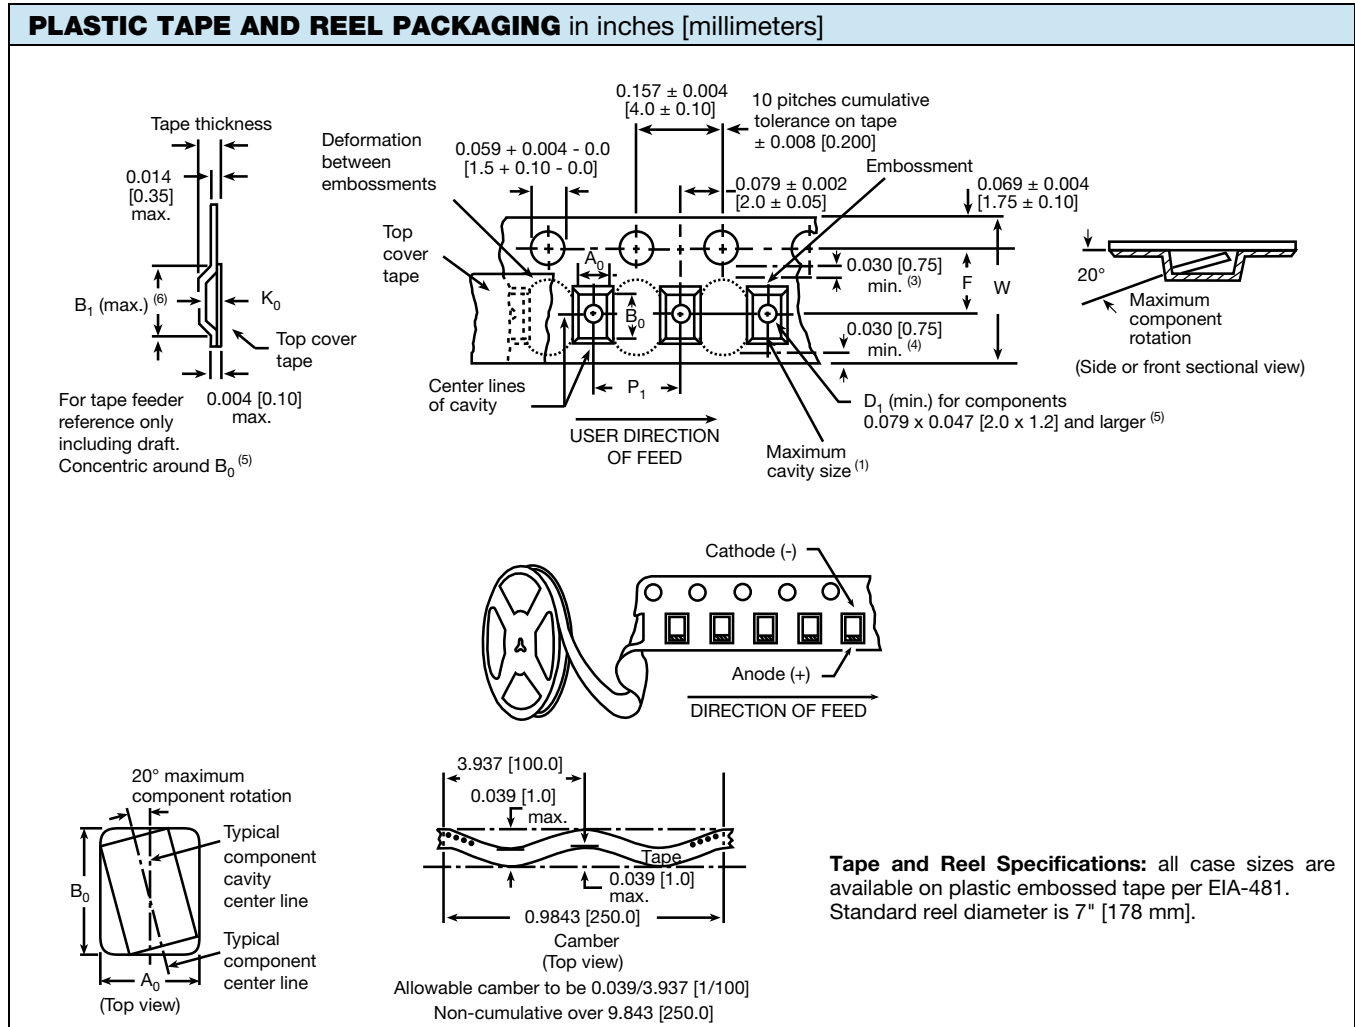 PLASTIC TAPE AND REEL PACKAGING in inches [millimeters]
0.157 ± 0.004
[4.0 ± 0.10]
10 pitches cumulative
tolerance on tape
± 0.008 [0.200]
Tape thickness
Deformation
between
embossments
0.059 + 0.004 - 0.0
[1.5 + 0.10 - 0.0]
Embossment
0.014
[0.35]
max.
0.079 ± 0.002
[2.0 ± 0.05]
0.069 ± 0.004
[1.75 ± 0.10]
Top
cover
tape
A0
0.030 [0.75]
min. (3)
F
W
20°
B1 (max.) (6)
K0
B0
Maximum
component
rotation
Top cover
tape
0.030 [0.75]
min. (4)
(Side or front sectional view)
Center lines
of cavity
P1
For tape feeder
reference only
including draft.
Concentric around B0 (5)
0.004 [0.10]
max.
D1 (min.) for components
0.079 x 0.047 [2.0 x 1.2] and larger (5)
USER DIRECTION
OF FEED
Maximum
cavity size (1)
Cathode (-)
Anode (+)
DIRECTION OF FEED
20° maximum
component rotation
Typical
component
cavity
center line
B0
Typical
component
center line
A0
(Top view)
3.937 [100.0]
0.039 [1.0]
max.
Tape
0.039 [1.0]
max.
0.9843 [250.0]
Camber
(Top view)
Allowable camber to be 0.039/3.937 [1/100]
Non-cumulative over 9.843 [250.0]
Tape and Reel Specifications: all case sizes are
available on plastic embossed tape per EIA-481.
Standard reel diameter is 7" [178 mm].